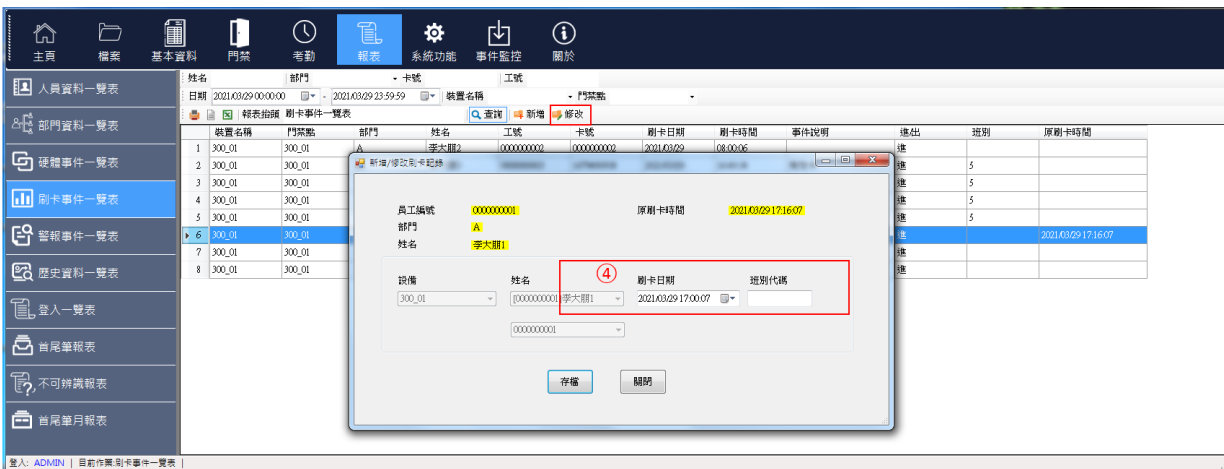 主頁 檔案 基本資料 門禁 考勤 報表 系統功能 事件監控 關於
人員資料一覽表
部門資料一覽表
硬體事件一覽表
刷卡事件一覽表
警報事件一覽表
歷史資料一覽表
登入一覽表
首尾筆報表
不可辨識報表
首尾筆月報表
姓名 部門 卡號 工號
日期 2021/03/29 00:00:00 - 2021/03/29 23:59:59 裝置名稱 門禁點
報表抬頭 刷卡事件一覽表 查詢 新增 修改
裝置名稱 門禁點 部門 姓名 工號 卡號 刷卡日期 刷卡時間 事件說明 進出 班別 原刷卡時間
1 300_01 300_01 A 李大朋2 0000000002 0000000002 2021/03/29 08:00:06 進
2 300_01 300_01 進 5
3 300_01 300_01 進 5
4 300_01 300_01 進 5
5 300_01 300_01 進 5
6 300_01 300_01 進 2021/03/29 17:16:07
7 300_01 300_01 進
8 300_01 300_01 進
新增/修改刷卡記錄
員工編號 0000000001 原刷卡時間 2021/03/29 17:16:07
部門 A
姓名 李大朋1
④
設備 姓名 刷卡日期 班別代碼
300_01 [0000000001]李大朋1 2021/03/29 17:00:07
0000000001
存檔 關閉
登入: ADMIN | 目前作業:刷卡事件一覽表 |